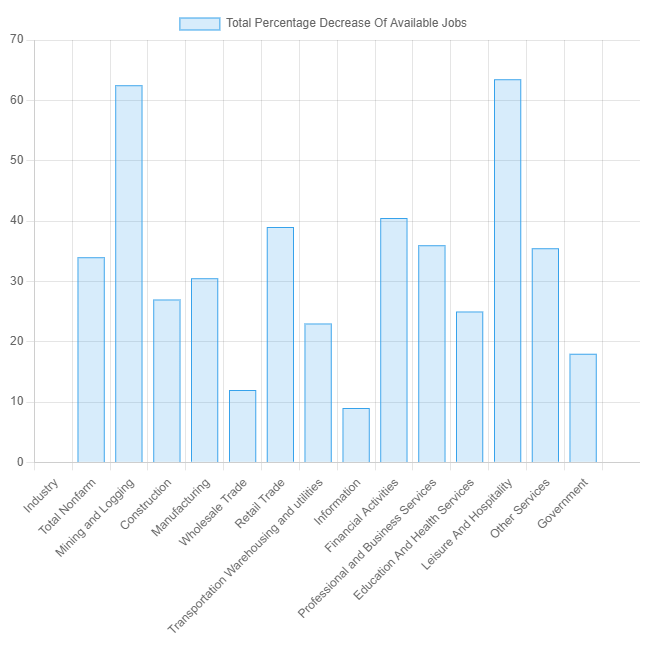 Total Percentage Decrease Of Available Jobs
70
60
50
40
30
20
10
0
Industry
Total Nonfarm
Mining and Logging
Construction
Manufacturing
Wholesale Trade
Retail Trade
Transportation Warehousing and utilities
Information
Financial Activities
Professional and Business Services
Education And Health Services
Leisure And Hospitality
Other Services
Government